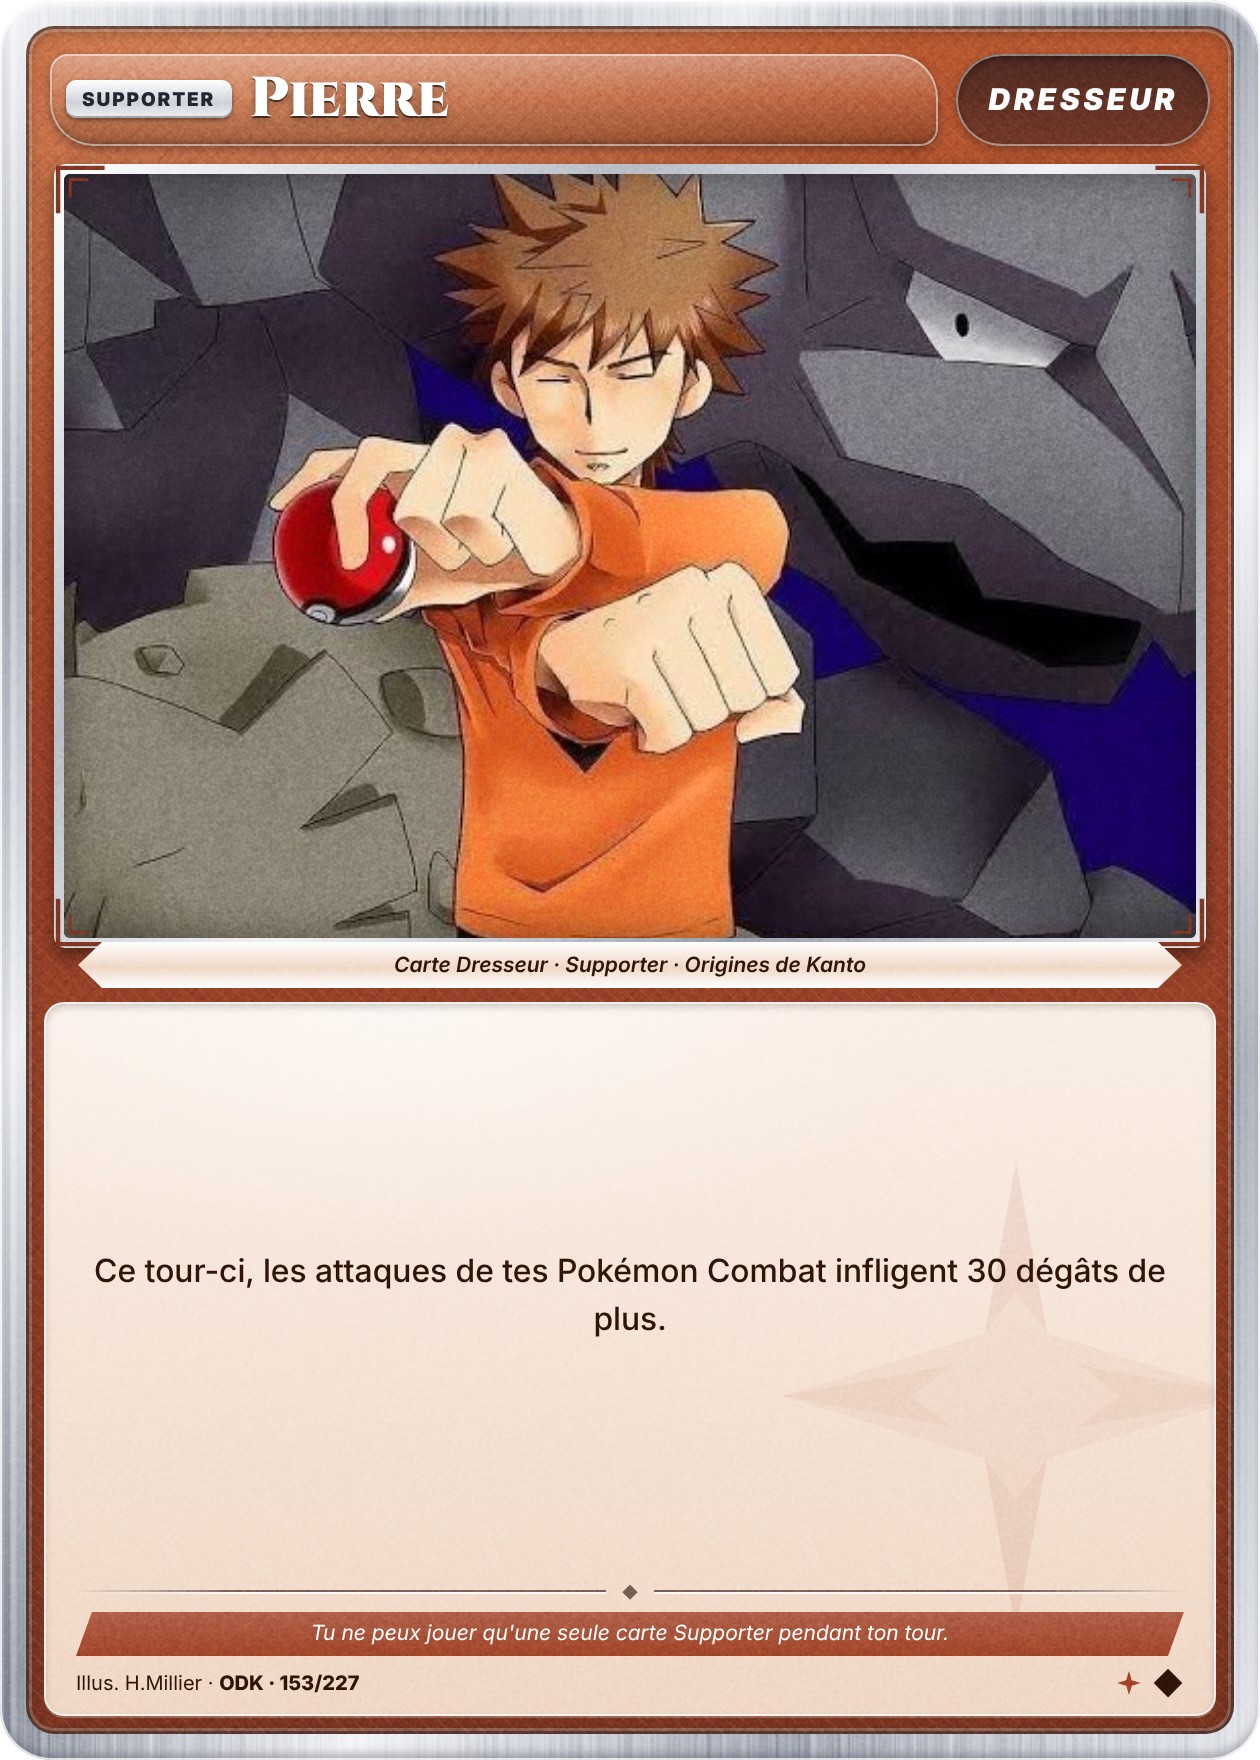 SUPPORTER PIERRE DRESSEUR
Carte Dresseur · Supporter · Origines de Kanto
Ce tour-ci, les attaques de tes Pokémon Combat infligent 30 dégâts de
plus.
Tu ne peux jouer qu'une seule carte Supporter pendant ton tour.
Illus. H.Millier · ODK · 153/227